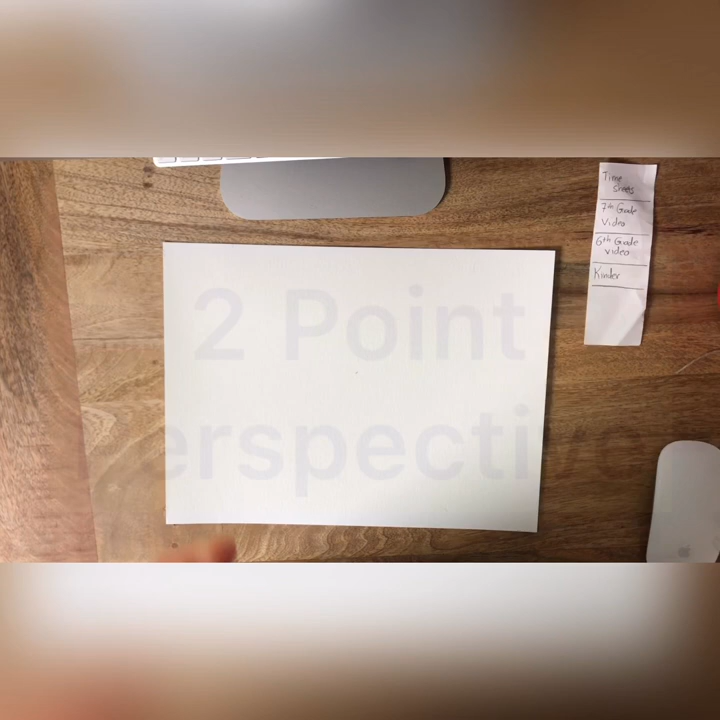 2 Point
Perspective
Time
Sheets
7th Grade
Video
6th Grade
video
Kinder